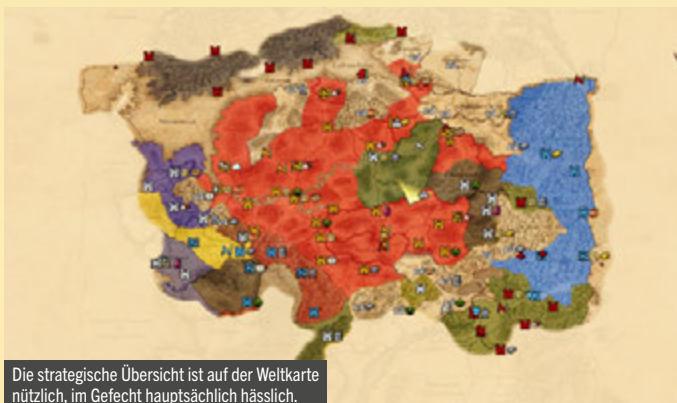 Die strategische Übersicht ist auf der Weltkarte
nützlich, im Gefecht hauptsächlich hässlich.